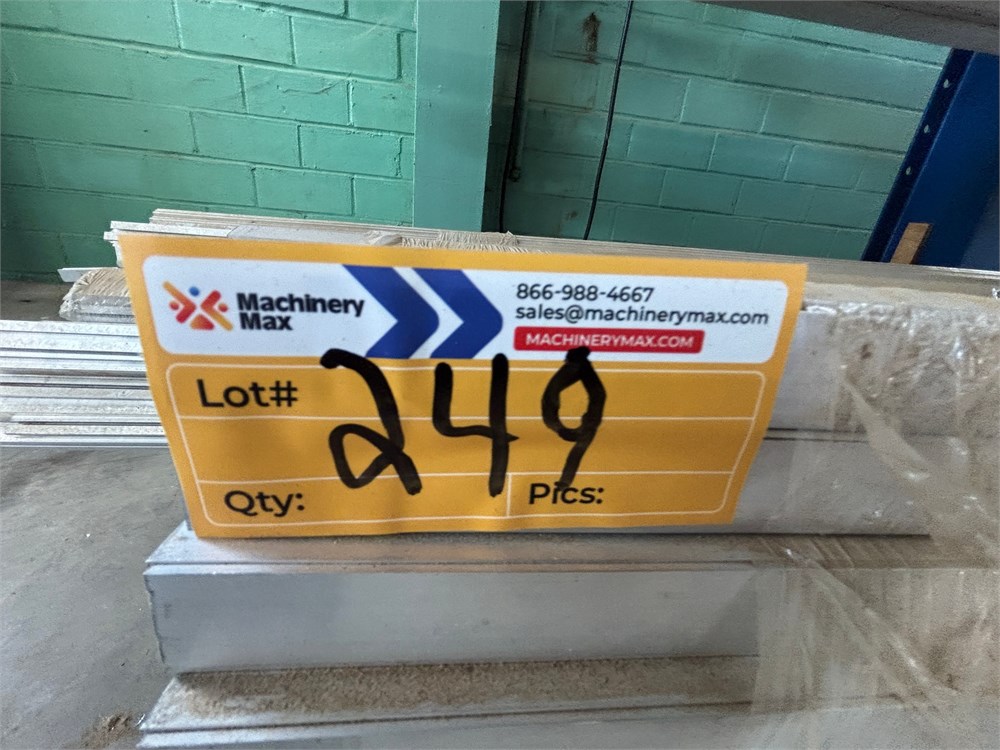 Machinery
Max
866-988-4667
sales@machinerymax.com
MACHINERYMAX.COM
Lot# 249
Qty:
Pics: